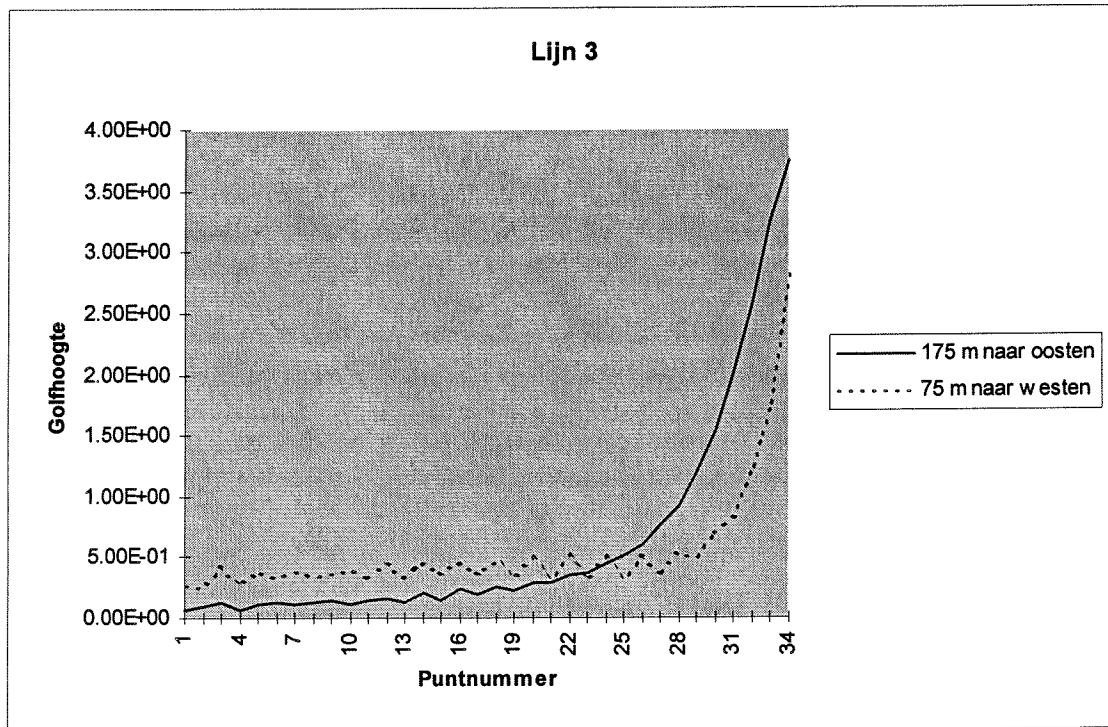 Lijn 3
4.00E+00
3.50E+00
3.00E+00
2.50E+00
2.00E+00
1.50E+00
1.00E+00
5.00E-01
0.00E+00
Golfhoogte
1 4 7 10 13 16 19 22 25 28 31 34
Puntnummer
175 m naar oosten
75 m naar westen